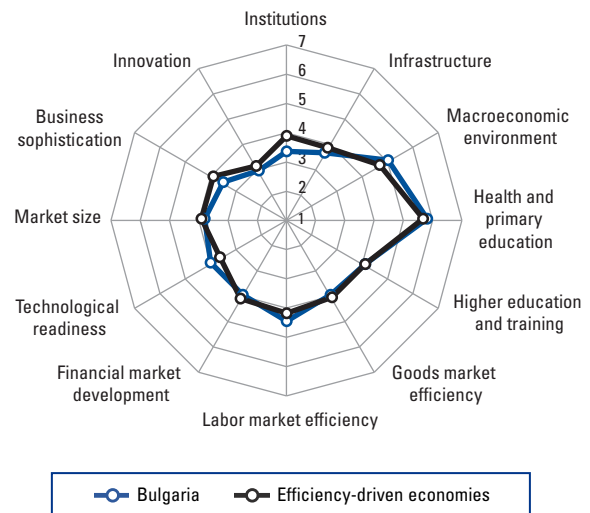 Institutions
7
6
5
4
3
2
1
Infrastructure
Macroeconomic
environment
Health and
primary
education
Higher education
and training
Goods market
efficiency
Labor market efficiency
Financial market
development
Technological
readiness
Market size
Business
sophistication
Innovation
Bulgaria
Efficiency-driven economies